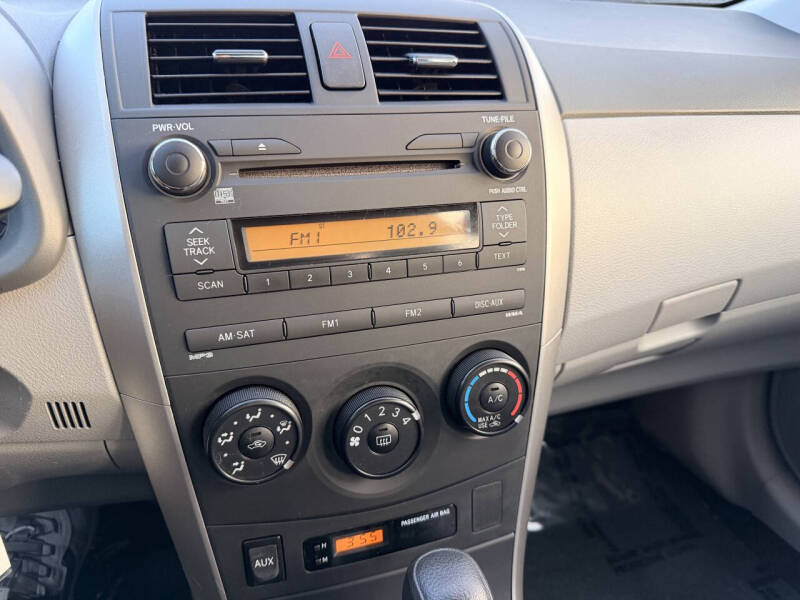 PWR·VOL
TUNE·FILE
PUSH AUDIO CTRL
SEEK
TRACK
FM1 ST 102.9
TYPE
FOLDER
SCAN
1 2 3 4 5 6
TEXT
AM·SAT
FM1
FM2
DISC·AUX
MP3
WMA
0 1 2 3 4
A/C
MAX A/C
USE
H
M
3:55
PASSENGER AIR BAG
AUX